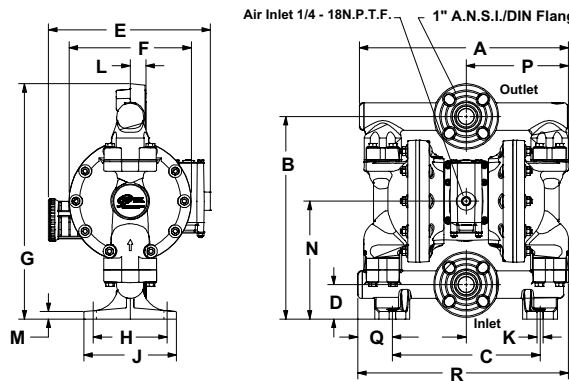 Air Inlet 1/4 - 18N.P.T.F.
1" A.N.S.I./DIN Flang
E
F
L
A
P
Outlet
B
G
N
D
M
H
J
Q
Inlet
K
C
R